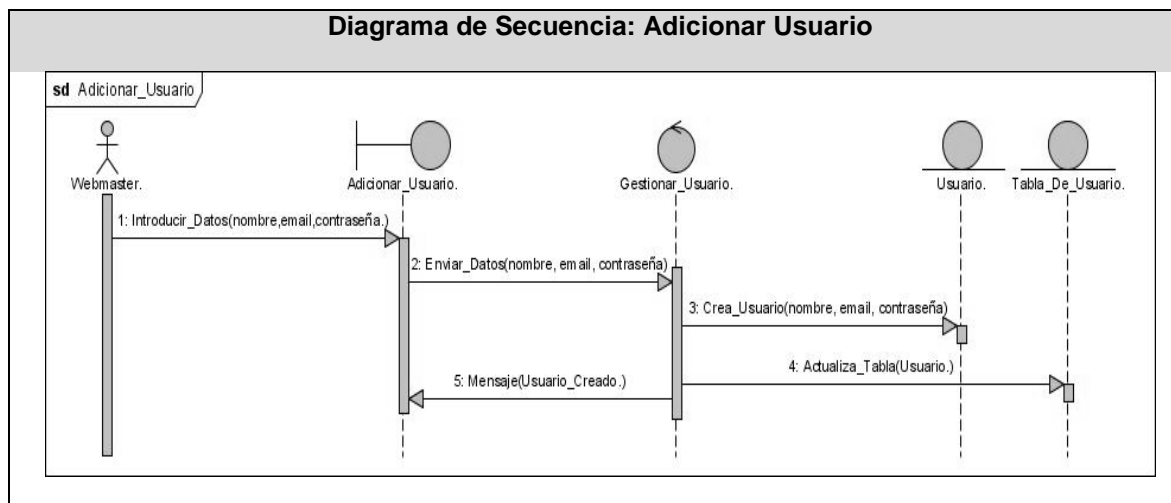 Diagrama de Secuencia: Adicionar Usuario
sd Adicionar_Usuario
Webmaster.
Adicionar_Usuario.
Gestionar_Usuario.
Usuario.
Tabla_De_Usuario.
1: Introducir_Datos(nombre,email,contraseña.)
2: Enviar_Datos(nombre, email, contraseña)
3: Crea_Usuario(nombre, email, contraseña)
4: Actualiza_Tabla(Usuario.)
5: Mensaje(Usuario_Creado.)